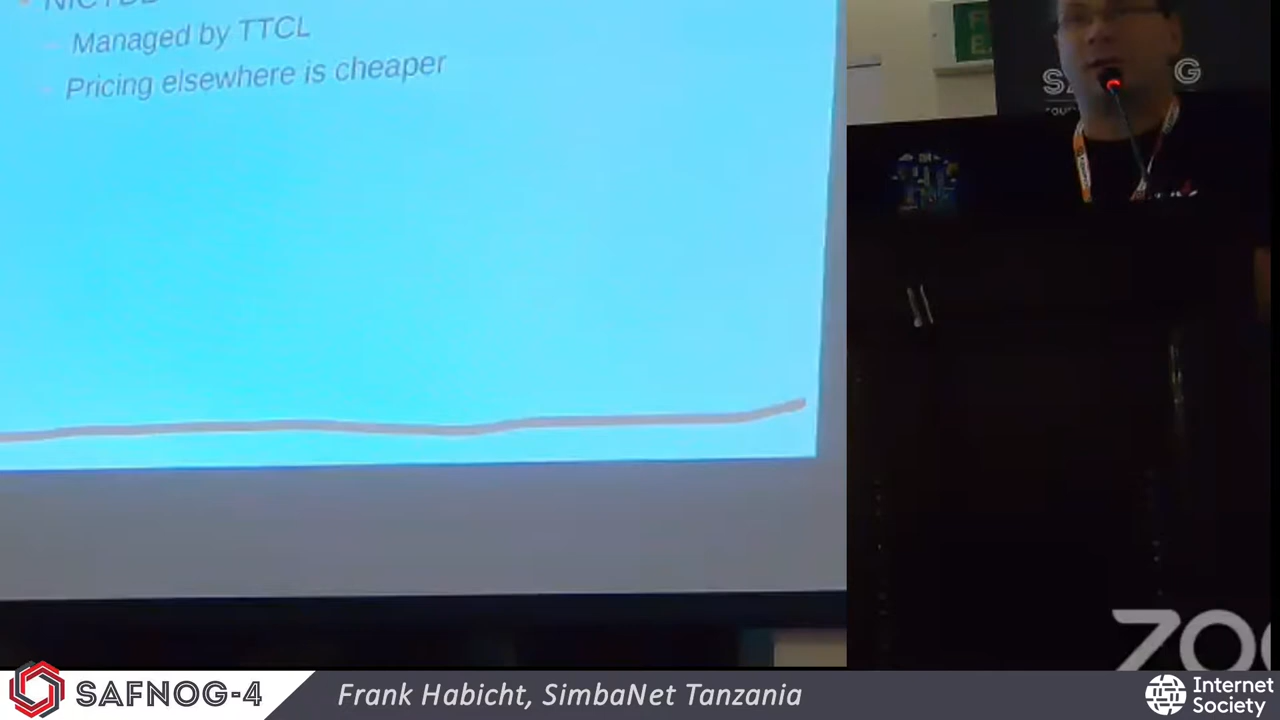 Managed by TTCL
Pricing elsewhere is cheaper
SAFNOG-4
Frank Habicht, SimbaNet Tanzania
Internet
Society